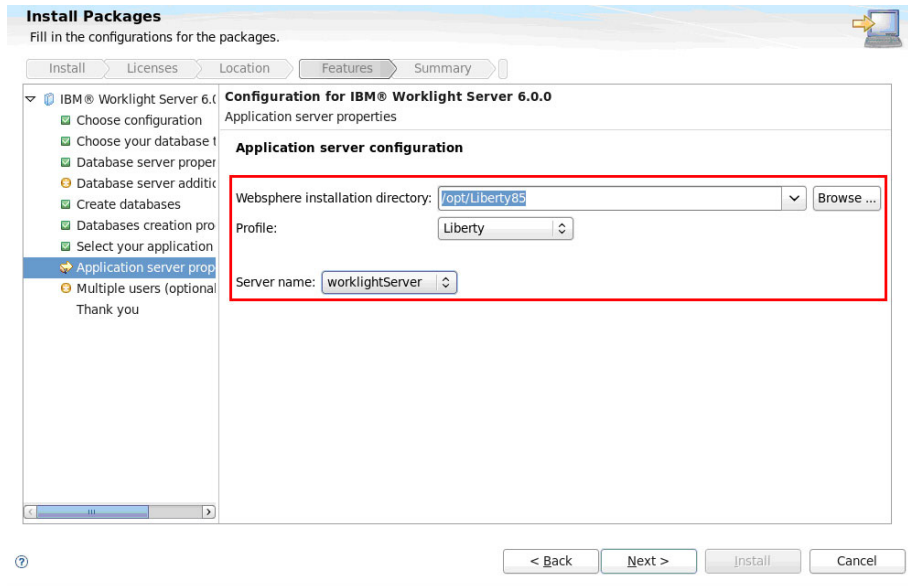 Install Packages
Fill in the configurations for the packages.
Install Licenses Location Features Summary
IBM® Worklight Server 6.(
Choose configuration
Choose your database t
Database server proper
Database server additic
Create databases
Databases creation pro
Select your application
Application server prop
Multiple users (optional
Thank you
Configuration for IBM® Worklight Server 6.0.0
Application server properties
Application server configuration
Websphere installation directory: /opt/Liberty85 Browse ...
Profile: Liberty
Server name: worklightServer
? < Back Next > Install Cancel